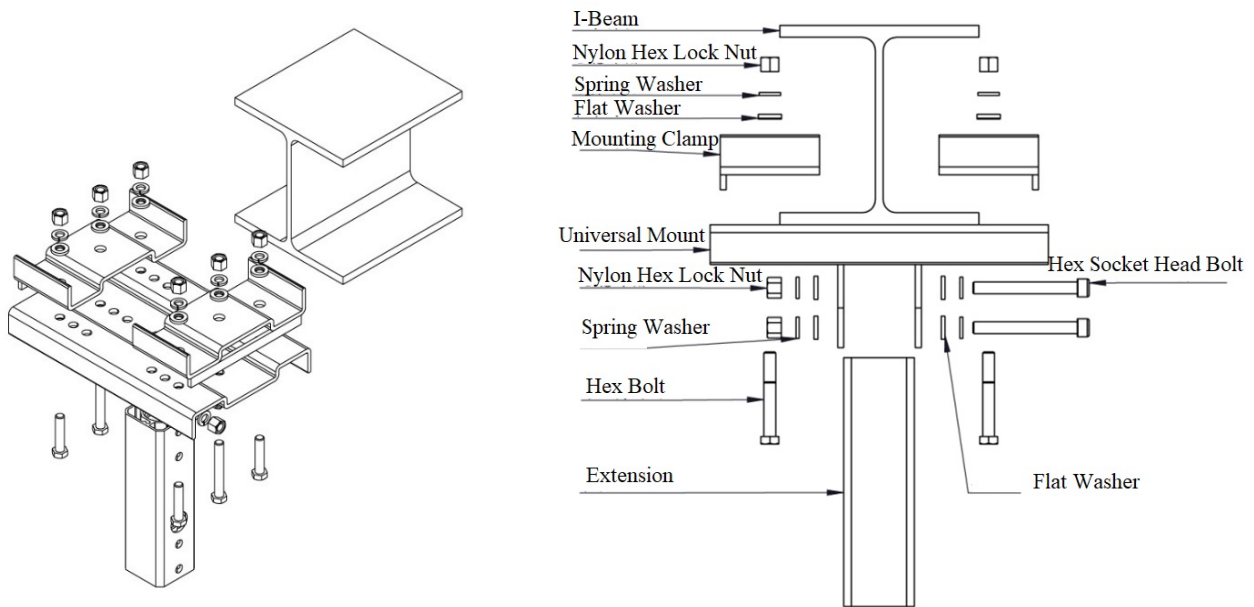 I-Beam
Nylon Hex Lock Nut
Spring Washer
Flat Washer
Mounting Clamp
Universal Mount
Nylon Hex Lock Nut
Hex Socket Head Bolt
Spring Washer
Hex Bolt
Extension
Flat Washer